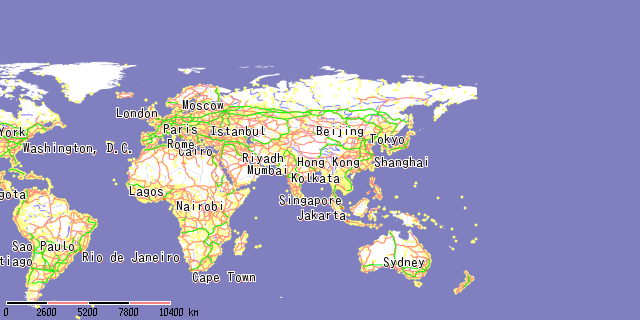 Moscow
London
York
Paris
Istanbul
Beijing
Tokyo
Washington, D.C.
Rome
Cairo
Riyadh
Hong Kong
Shanghai
Mumbai
Kolkata
gota
Lagos
Nairobi
Singapore
Jakarta
Sao Paulo
tiago
Rio de Janeiro
Sydney
Cape Town
0 2600 5200 7800 10400 km